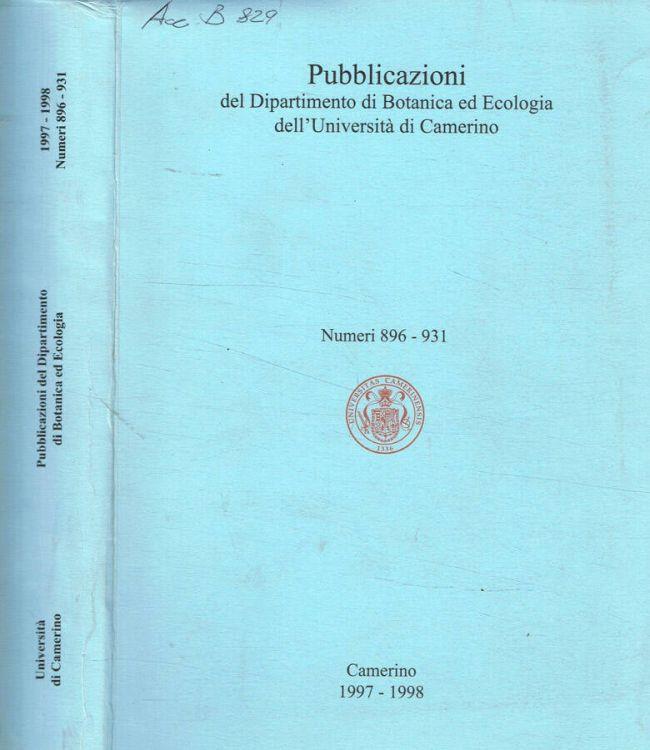 Acc B 829
Pubblicazioni
del Dipartimento di Botanica ed Ecologia
dell'Università di Camerino
Numeri 896 - 931
UNIVERSITAS CAMERINENSIS
1336
Camerino
1997 - 1998
1997 - 1998
Numeri 896 - 931
Pubblicazioni del Dipartimento
di Botanica ed Ecologia
Università
di Camerino